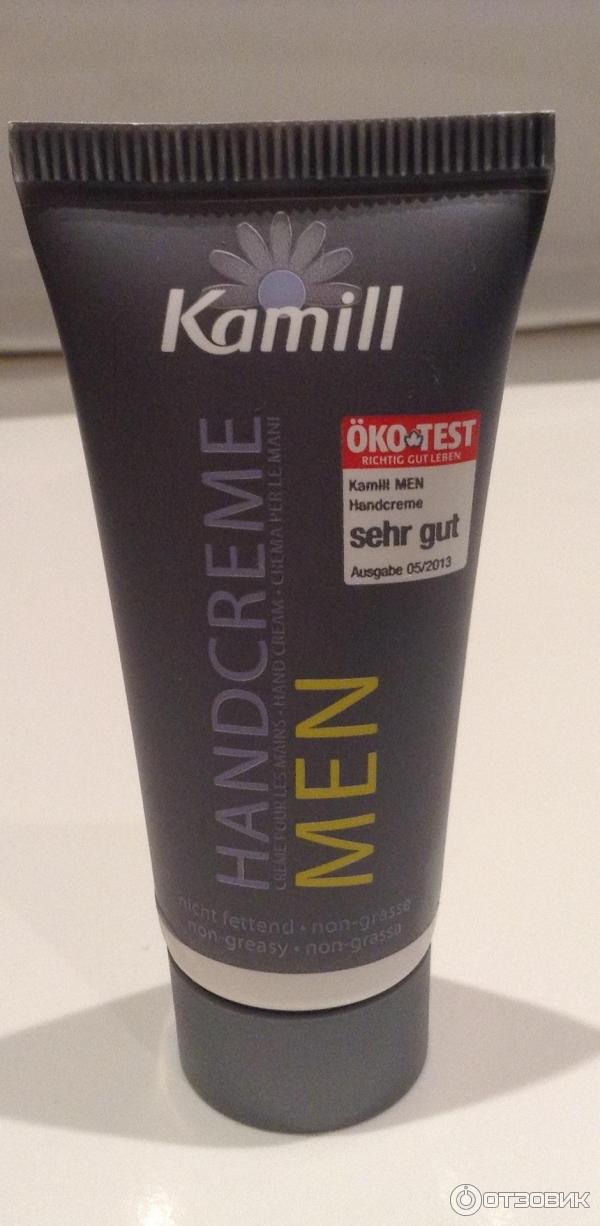 Kamill
ÖKO TEST
RICHTIG GUT LEBEN
Kamill MEN
Handcreme
sehr gut
Ausgabe 05/2013
HANDCREME
CRÈME POUR LES MAINS • HAND CREAM • CREMA PER LE MANI
MEN
nicht fettend • non-grasse
non-greasy • non-grassa
ОТЗОВИК